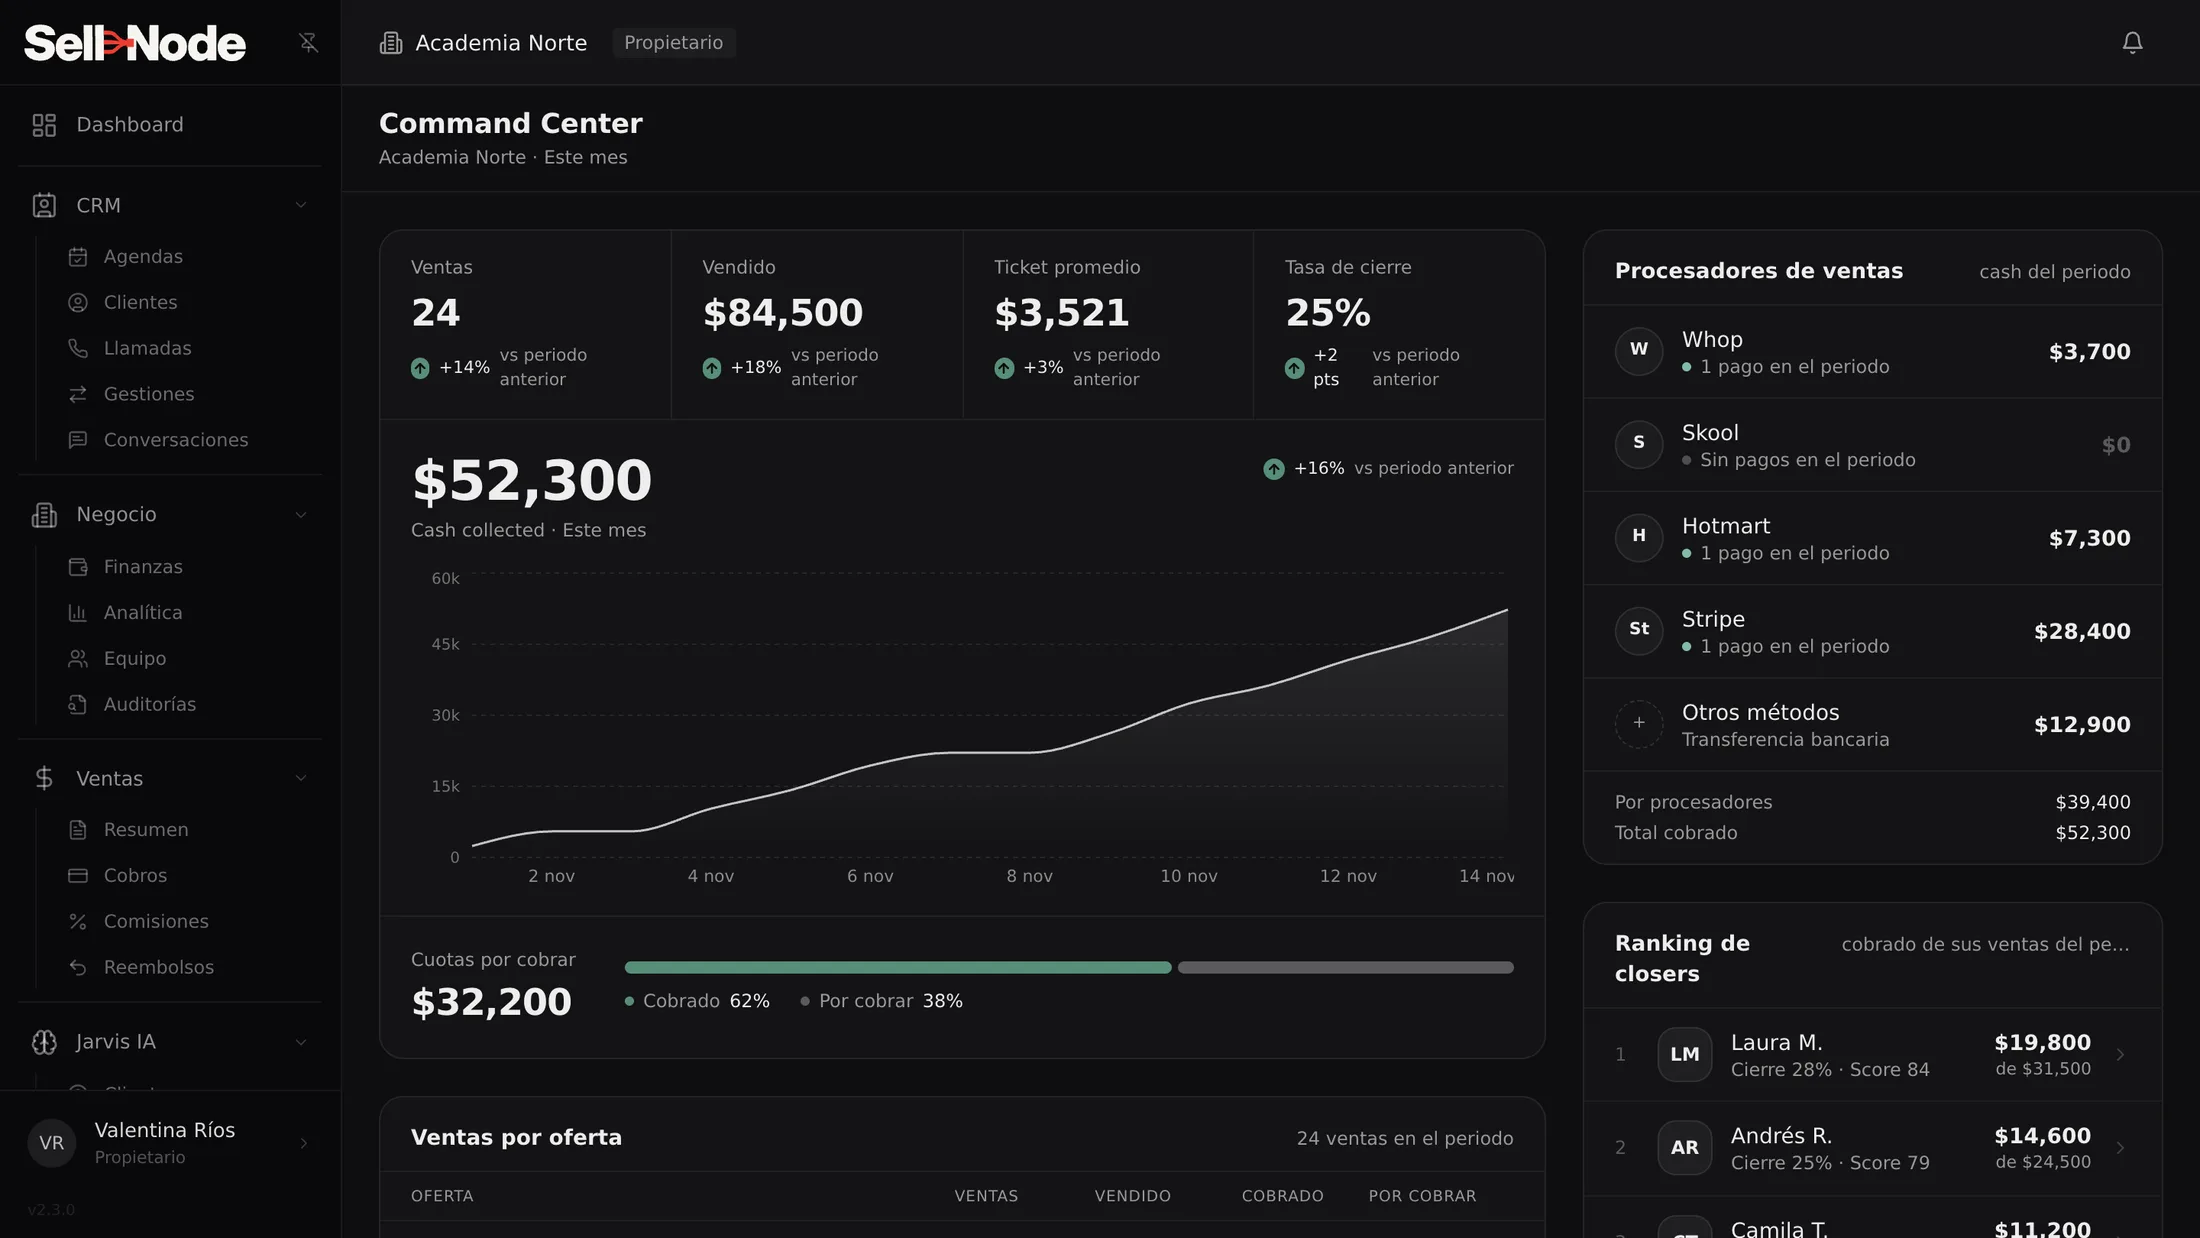 Sell Node
Dashboard
CRM
Agendas
Clientes
Llamadas
Gestiones
Conversaciones
Negocio
Finanzas
Analítica
Equipo
Auditorías
Ventas
Resumen
Cobros
Comisiones
Reembolsos
Jarvis IA
VR
Valentina Ríos
Propietario
v2.3.0
Academia Norte
Propietario
Command Center
Academia Norte · Este mes
Ventas
24
+14% vs periodo
anterior
Vendido
$84,500
+18% vs periodo
anterior
Ticket promedio
$3,521
+3% vs periodo
anterior
Tasa de cierre
25%
+2 pts vs periodo
anterior
$52,300
+16% vs periodo anterior
Cash collected · Este mes
60k
45k
30k
15k
0
2 nov 4 nov 6 nov 8 nov 10 nov 12 nov 14 nov
Cuotas por cobrar
$32,200
Cobrado 62% Por cobrar 38%
Ventas por oferta
24 ventas en el periodo
OFERTA VENTAS VENDIDO COBRADO POR COBRAR
Procesadores de ventas
cash del periodo
W
Whop
1 pago en el periodo
$3,700
S
Skool
Sin pagos en el periodo
$0
H
Hotmart
1 pago en el periodo
$7,300
St
Stripe
1 pago en el periodo
$28,400
+
Otros métodos
Transferencia bancaria
$12,900
Por procesadores $39,400
Total cobrado $52,300
Ranking de
closers
cobrado de sus ventas del pe...
1
LM
Laura M.
Cierre 28% · Score 84
$19,800
de $31,500
2
AR
Andrés R.
Cierre 25% · Score 79
$14,600
de $24,500
Camila T.
$11,200